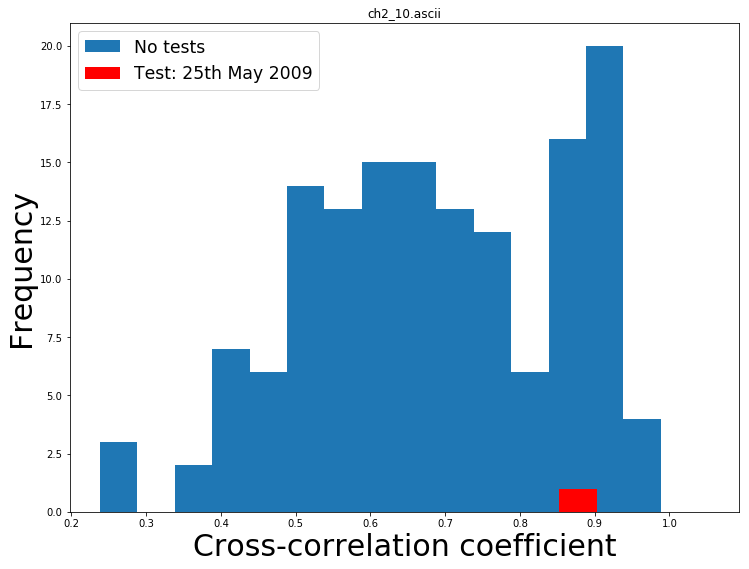 ch2_10.ascii
No tests
Test: 25th May 2009
Frequency
20.0
17.5
15.0
12.5
10.0
7.5
5.0
2.5
0.0
0.2 0.3 0.4 0.5 0.6 0.7 0.8 0.9 1.0
Cross-correlation coefficient